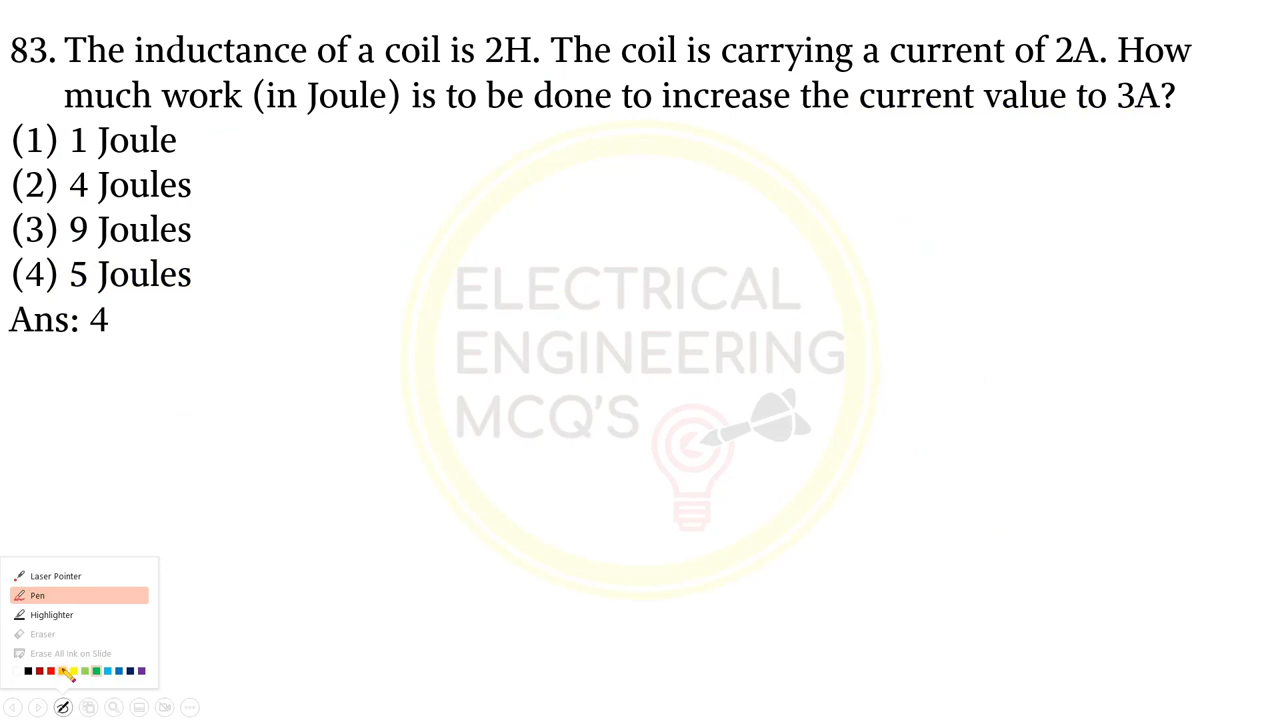 83. The inductance of a coil is 2H. The coil is carrying a current of 2A. How
much work (in Joule) is to be done to increase the current value to 3A?
(1) 1 Joule
(2) 4 Joules
(3) 9 Joules
(4) 5 Joules
Ans: 4
ELECTRICAL
ENGINEERING
MCQ'S
Laser Pointer
Pen
Highlighter
Eraser
Erase All Ink on Slide